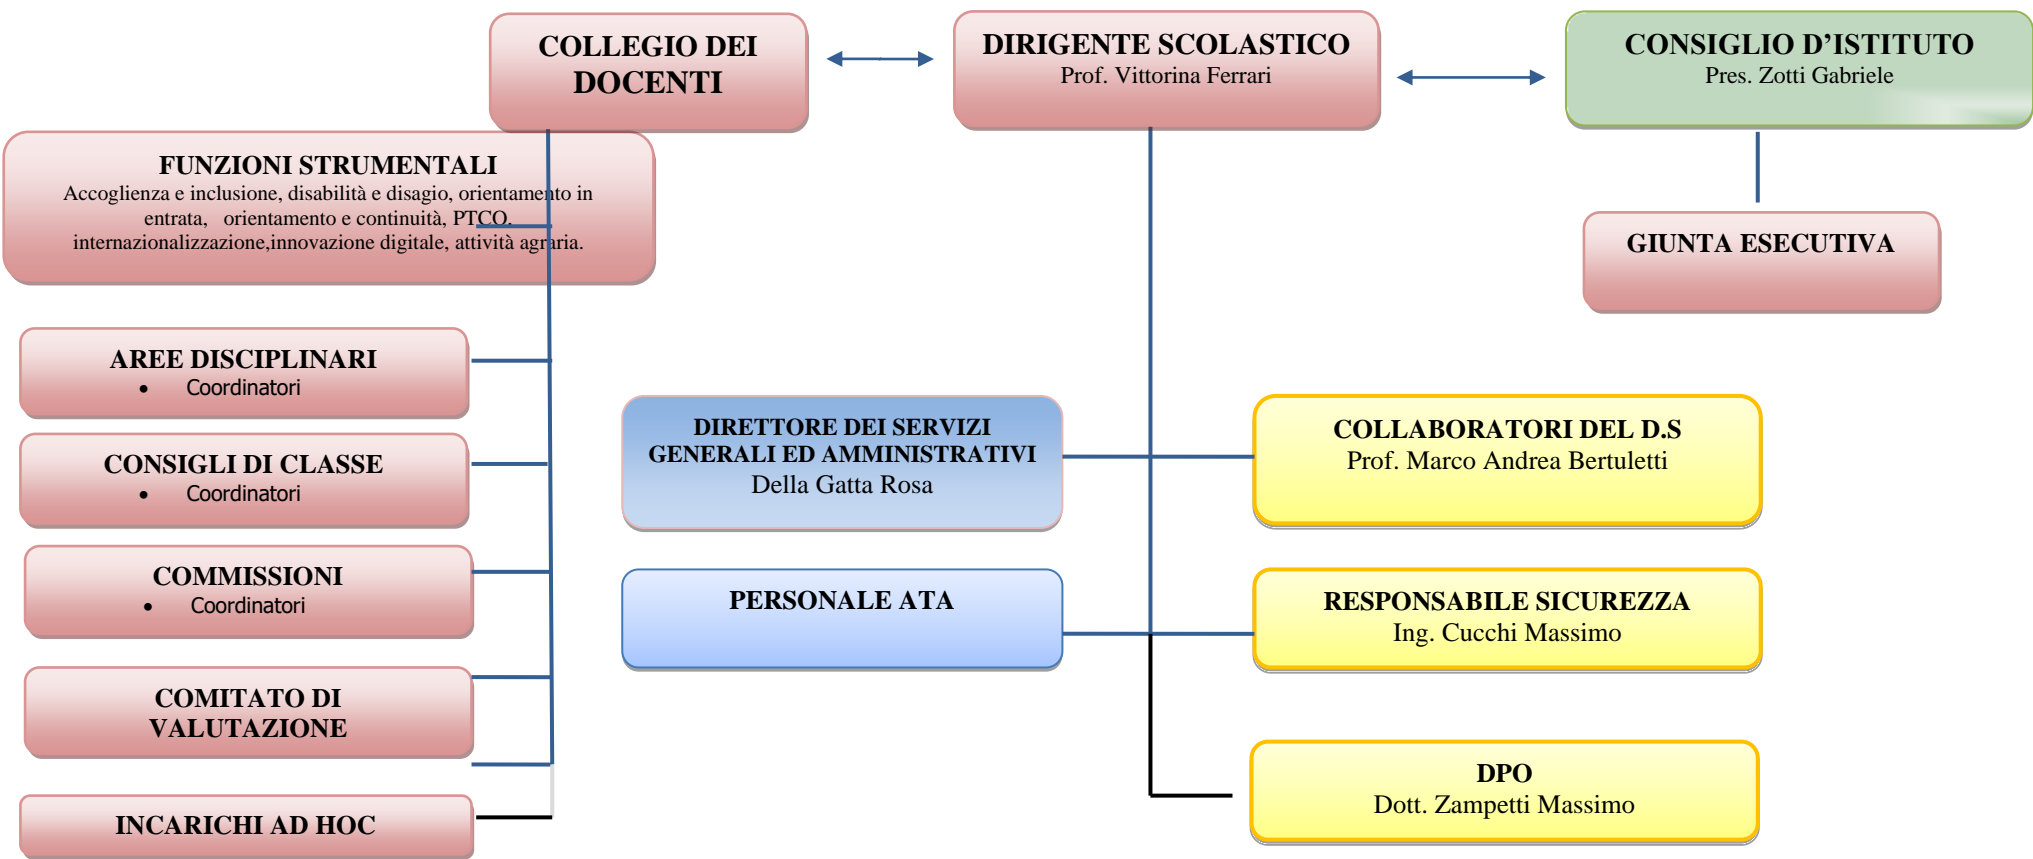 COLLEGIO DEI
DOCENTI
DIRIGENTE SCOLASTICO
Prof. Vittorina Ferrari
CONSIGLIO D’ISTITUTO
Pres. Zotti Gabriele
FUNZIONI STRUMENTALI
Accoglienza e inclusione, disabilità e disagio, orientamento in
entrata, orientamento e continuità, PTCO,
internazionalizzazione,innovazione digitale, attività agraria.
GIUNTA ESECUTIVA
AREE DISCIPLINARI
• Coordinatori
CONSIGLI DI CLASSE
• Coordinatori
COMMISSIONI
• Coordinatori
COMITATO DI
VALUTAZIONE
INCARICHI AD HOC
DIRETTORE DEI SERVIZI
GENERALI ED AMMINISTRATIVI
Della Gatta Rosa
COLLABORATORI DEL D.S
Prof. Marco Andrea Bertuletti
PERSONALE ATA
RESPONSABILE SICUREZZA
Ing. Cucchi Massimo
DPO
Dott. Zampetti Massimo